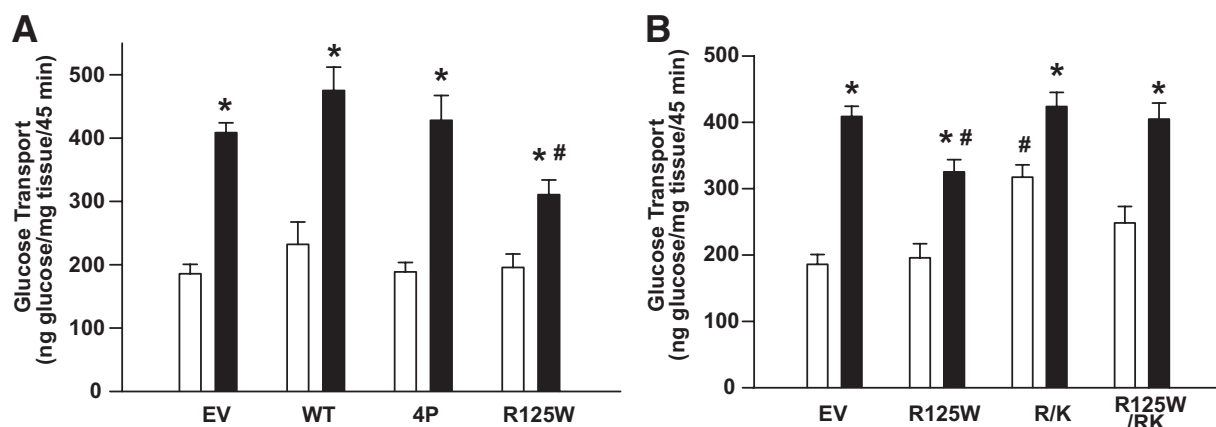 A
Glucose Transport
(ng glucose/mg tissue/45 min)
500
400
300
200
100
0
*
*
*
* #
EV WT 4P R125W
B
Glucose Transport
(ng glucose/mg tissue/45 min)
500
400
300
200
100
0
*
* #
#
*
*
EV R125W R/K R125W
/RK